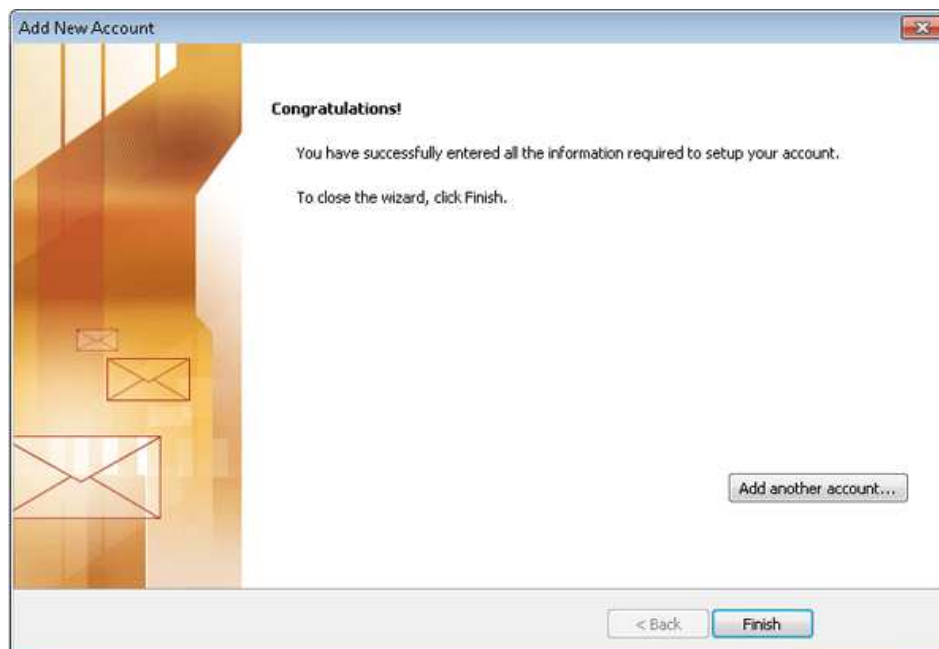 Add New Account
Congratulations!
You have successfully entered all the information required to setup your account.
To close the wizard, click Finish.
Add another account...
< Back
Finish